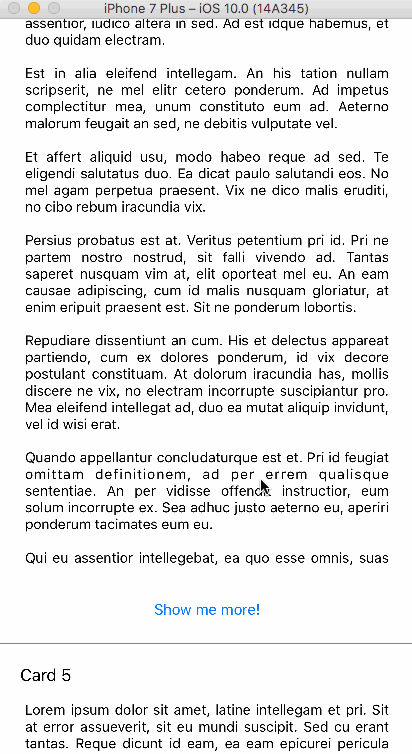 iPhone 7 Plus – iOS 10.0 (14A345)
assentior, iudico altera in sed. Ad est idque habemus, et
duo quidam electram.
Est in alia eleifend intellegam. An his tation nullam
scripserit, ne mel elitr cetero ponderum. Ad impetus
complectitur mea, unum constituto eum ad. Aeterno
malorum feugait an sed, ne debitis vulputate vel.
Et affert aliquid usu, modo habeo reque ad sed. Te
eligendi salutatus duo. Ea dicat paulo salutandi eos. No
mel agam perpetua praesent. Vix ne dico malis eruditi,
no cibo rebum iracundia vix.
Persius probatus est at. Veritus petentium pri id. Pri ne
partem nostro nostrud, sit falli vivendo ad. Tantas
saperet nusquam vim at, elit oporteat mel eu. An eam
causae adipiscing, cum id malis nusquam gloriatur, at
enim eripuit praesent est. Sit ne ponderum lobortis.
Repudiare dissentiunt an cum. His et delectus appareat
partiendo, cum ex dolores ponderum, id vix decore
postulant constituam. At dolorum iracundia has, mollis
discere ne vix, no electram incorrupte suscipiantur pro.
Mea eleifend intellegat ad, duo ea mutat aliquip invidunt,
vel id wisi erat.
Quando appellantur concludaturque est et. Pri id feugiat
omittam definitionem, ad per errem qualisque
sententiae. An per vidisse offendit instructior, eum
solum incorrupte ex. Sea adhuc justo aeterno eu, aperiri
ponderum tacimates eum eu.
Qui eu assentior intellegebat, ea quo esse omnis, suas
Show me more!
Card 5
Lorem ipsum dolor sit amet, latine intellegam et pri. Sit
at error assueverit, sit eu mundi suscipit. Sed cu erant
tantas. Reque dicunt id eam, ea eam epicurei pericula